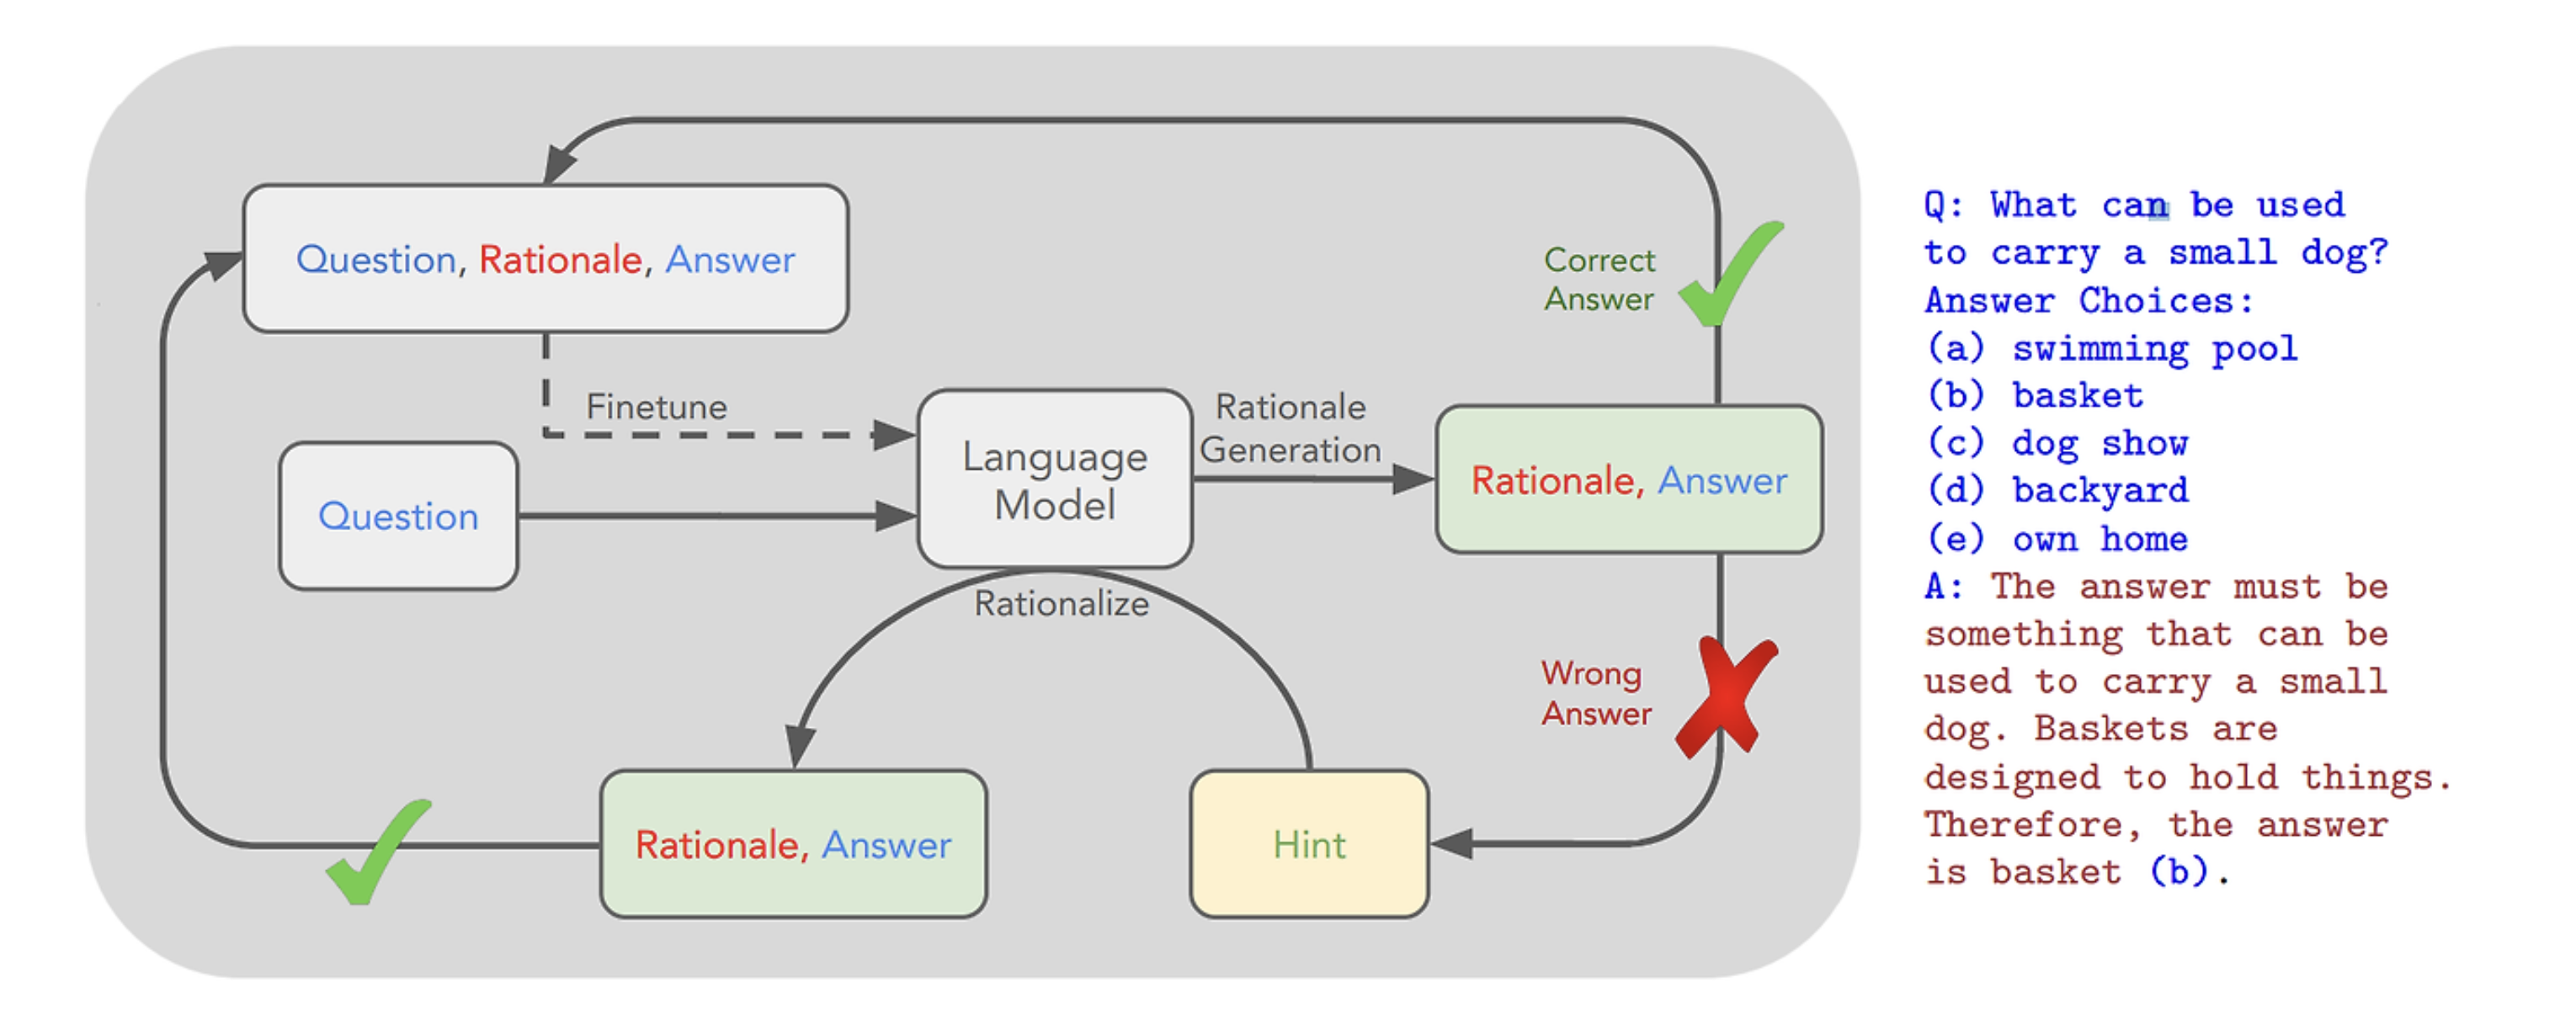 Question, Rationale, Answer
Correct
Answer
Finetune
Question
Language
Model
Rationale
Generation
Rationale, Answer
Rationalize
Wrong
Answer
Rationale, Answer
Hint
Q: What can be used
to carry a small dog?
Answer Choices:
(a) swimming pool
(b) basket
(c) dog show
(d) backyard
(e) own home
A: The answer must be
something that can be
used to carry a small
dog. Baskets are
designed to hold things.
Therefore, the answer
is basket (b).